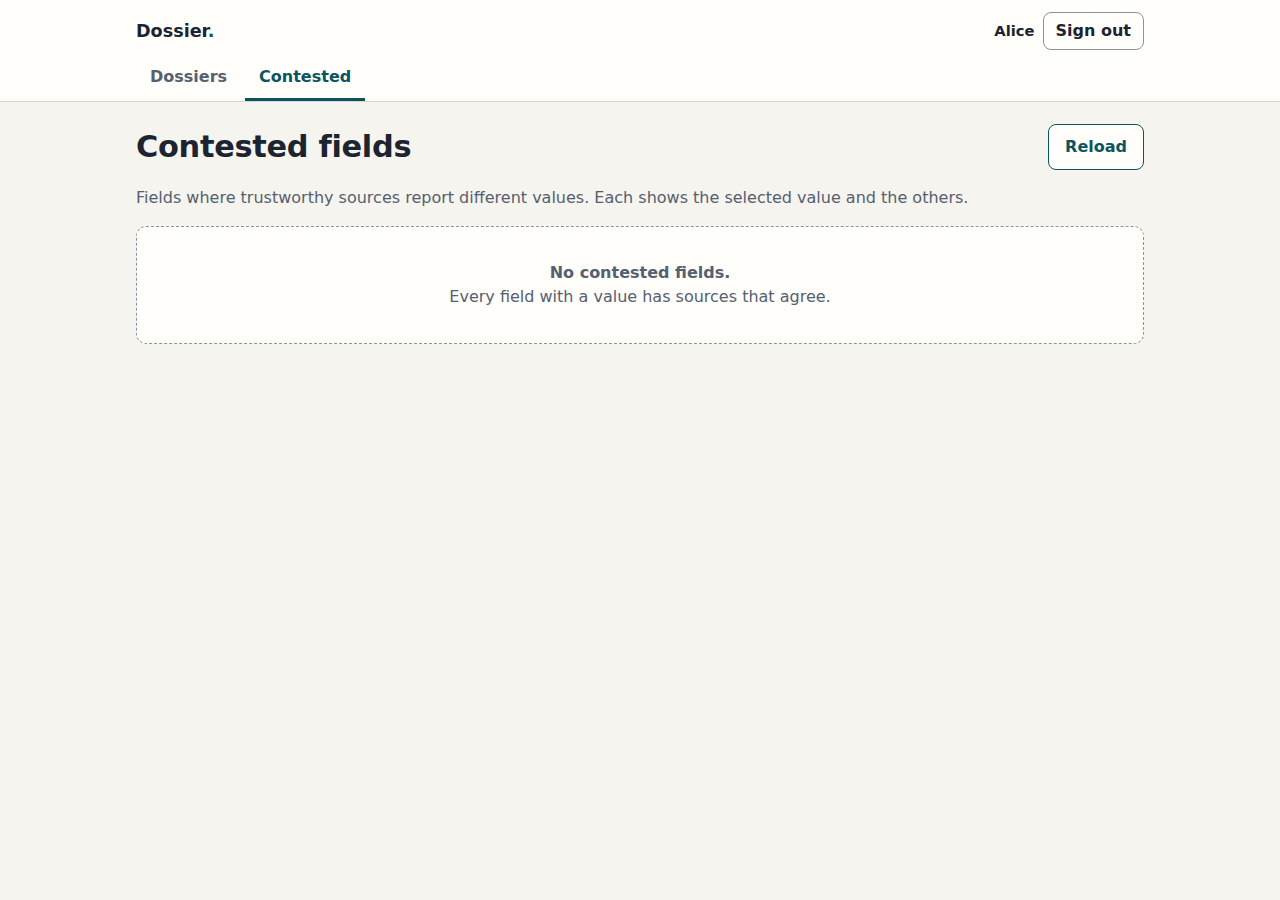 Dossier.
Alice
Sign out
Dossiers
Contested
Contested fields
Reload
Fields where trustworthy sources report different values. Each shows the selected value and the others.
No contested fields.
Every field with a value has sources that agree.